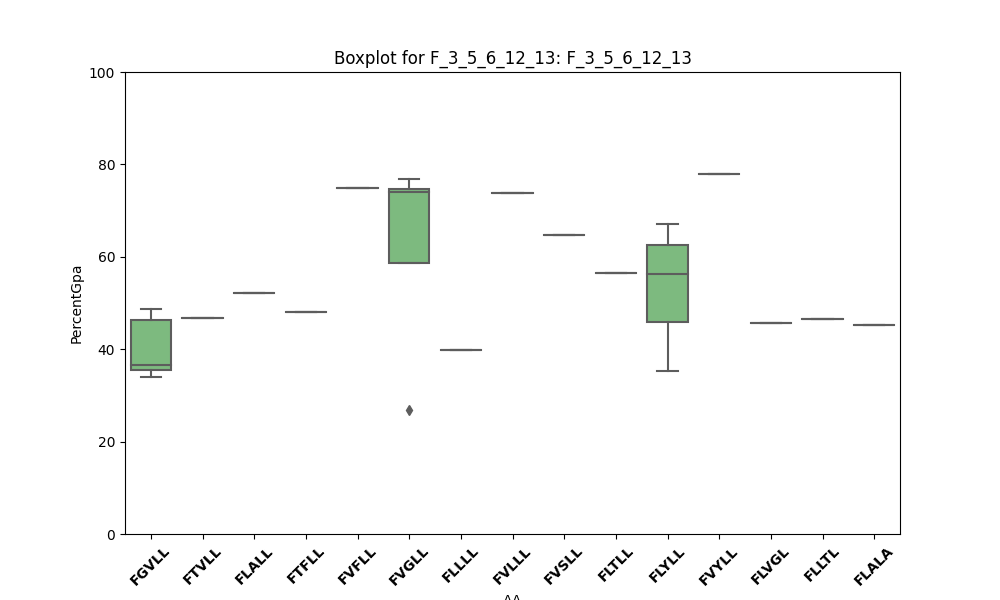 Boxplot for F_3_5_6_12_13: F_3_5_6_12_13
100
80
60
40
20
0
PercentGpa
FGVLL
FTVLL
FLALL
FTFLL
FVFLL
FVGLL
FLLLL
FVLLL
FVSLL
FLTLL
FLYLL
FVYLL
FLVGL
FLLTL
FLALA
AA